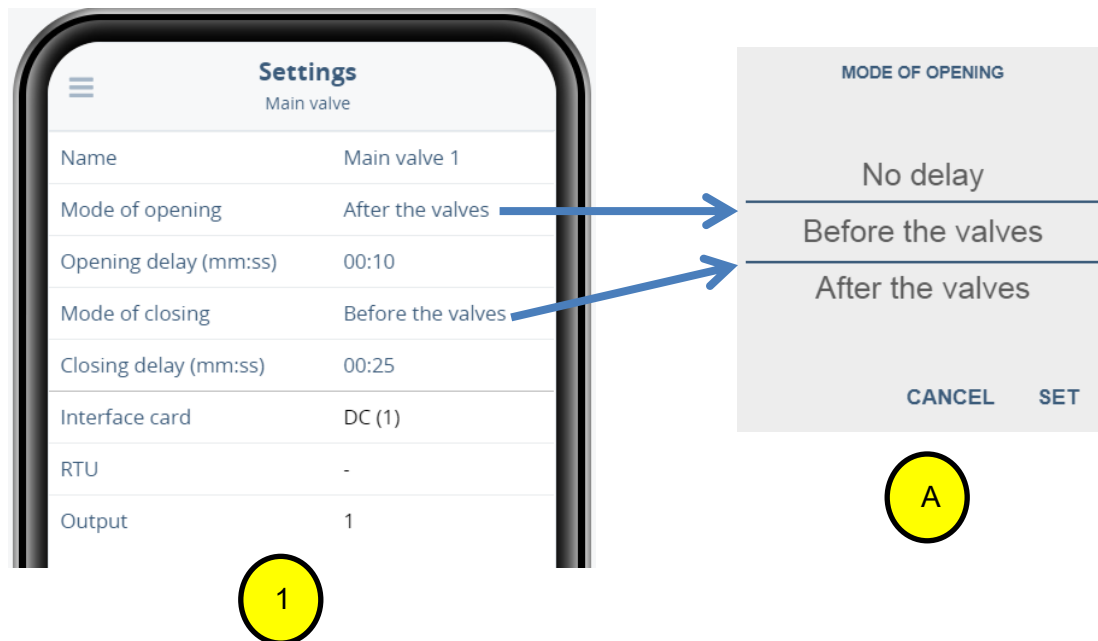 Settings
Main valve
Name Main valve 1
Mode of opening After the valves
Opening delay (mm:ss) 00:10
Mode of closing Before the valves
Closing delay (mm:ss) 00:25
Interface card DC (1)
RTU -
Output 1
1
MODE OF OPENING
No delay
Before the valves
After the valves
CANCEL SET
A